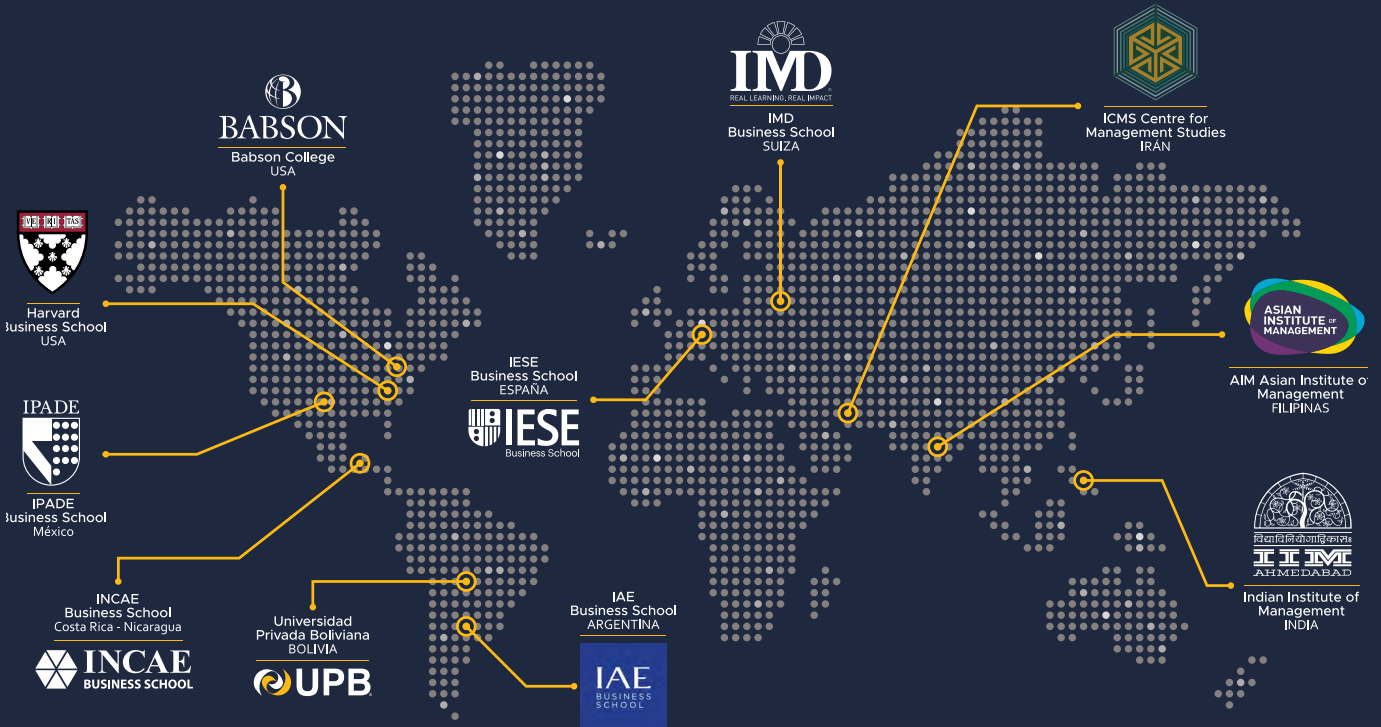 BABSON
Babson College
USA
IMD
REAL LEARNING, REAL IMPACT
IMD
Business School
SUIZA
ICMS Centre for
Management Studies
IRÁN
VE RI TAS
Harvard
Business School
USA
IPADE
IPADE
Business School
México
IESE
Business School
ESPAÑA
IESE
Business School
ASIAN
INSTITUTE OF
MANAGEMENT
AIM Asian Institute of
Management
FILIPINAS
विद्याविनियोगाद्विकासः
IIM
AHMEDABAD
Indian Institute of
Management
INDIA
INCAE
Business School
Costa Rica - Nicaragua
INCAE
BUSINESS SCHOOL
Universidad
Privada Boliviana
BOLIVIA
UPB
IAE
Business School
ARGENTINA
IAE
BUSINESS
SCHOOL